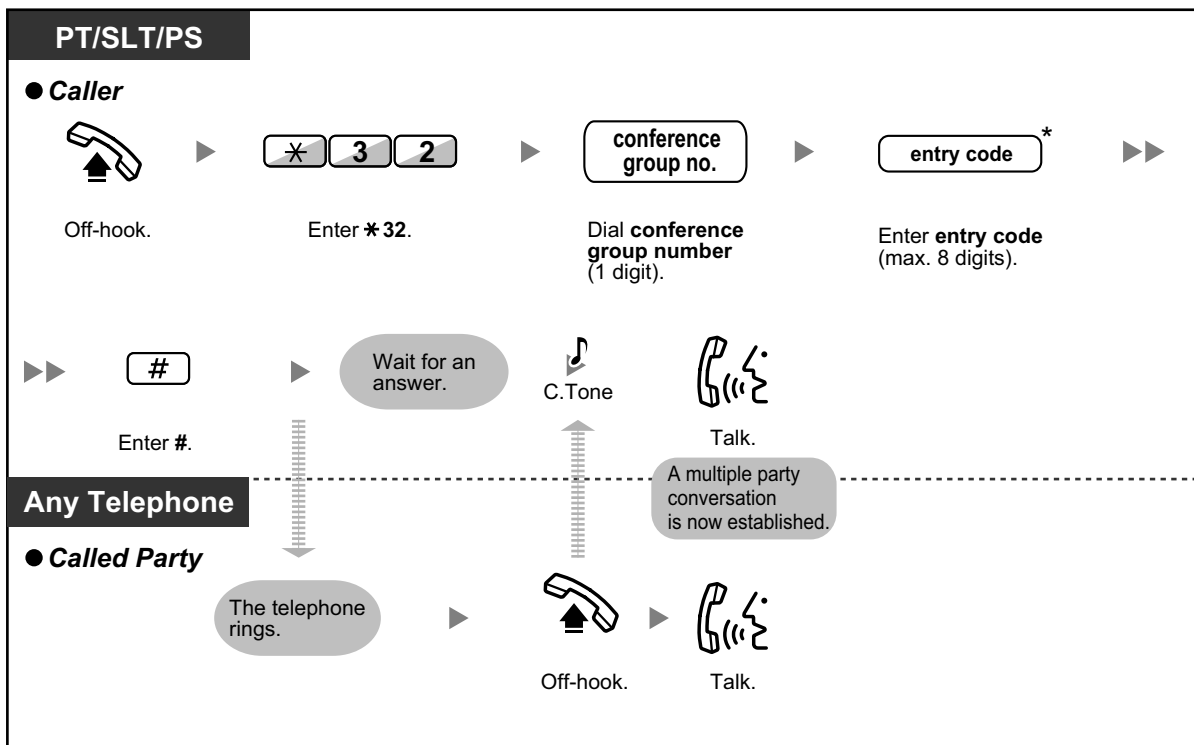 PT/SLT/PS
● Caller
✳ 3 2
conference
group no.
entry code *
Off-hook.
Enter ✳ 32.
Dial conference
group number
(1 digit).
Enter entry code
(max. 8 digits).
#
Wait for an
answer.
C.Tone
Enter #.
Talk.
A multiple party
conversation
is now established.
Any Telephone
● Called Party
The telephone
rings.
Off-hook.
Talk.